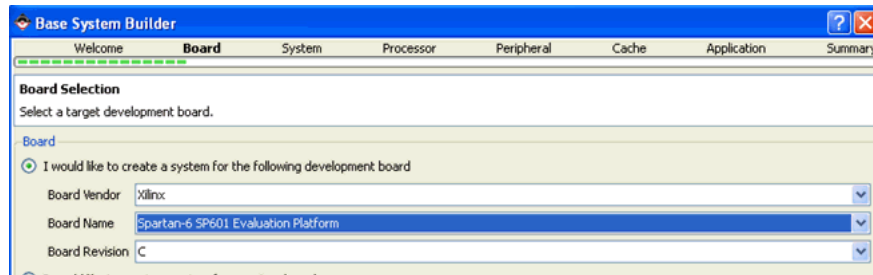 Base System Builder
Welcome Board System Processor Peripheral Cache Application Summary
Board Selection
Select a target development board.
Board
I would like to create a system for the following development board
Board Vendor Xilinx
Board Name Spartan-6 SP601 Evaluation Platform
Board Revision C